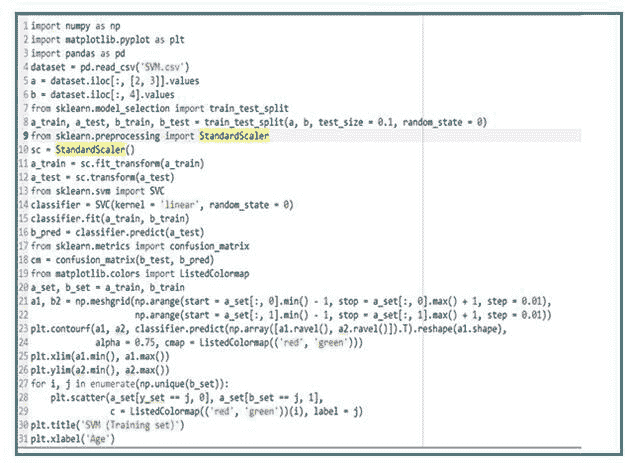 1 import numpy as np
2 import matplotlib.pyplot as plt
3 import pandas as pd
4 dataset = pd.read_csv('SVM.csv')
5 a = dataset.iloc[:, [2, 3]].values
6 b = dataset.iloc[:, 4].values
7 from sklearn.model_selection import train_test_split
8 a_train, a_test, b_train, b_test = train_test_split(a, b, test_size = 0.1, random_state = 0)
9 from sklearn.preprocessing import StandardScaler
10 sc = StandardScaler()
11 a_train = sc.fit_transform(a_train)
12 a_test = sc.transform(a_test)
13 from sklearn.svm import SVC
14 classifier = SVC(kernel = 'linear', random_state = 0)
15 classifier.fit(a_train, b_train)
16 b_pred = classifier.predict(a_test)
17 from sklearn.metrics import confusion_matrix
18 cm = confusion_matrix(b_test, b_pred)
19 from matplotlib.colors import ListedColormap
20 a_set, b_set = a_train, b_train
21 a1, b2 = np.meshgrid(np.arange(start = a_set[:, 0].min() - 1, stop = a_set[:, 0].max() + 1, step = 0.01),
22 np.arange(start = a_set[:, 1].min() - 1, stop = a_set[:, 1].max() + 1, step = 0.01))
23 plt.contourf(a1, a2, classifier.predict(np.array([a1.ravel(), a2.ravel()]).T).reshape(a1.shape),
24 alpha = 0.75, cmap = ListedColormap(('red', 'green')))
25 plt.xlim(a1.min(), a1.max())
26 plt.ylim(a2.min(), a2.max())
27 for i, j in enumerate(np.unique(b_set)):
28 plt.scatter(a_set[y_set == j, 0], a_set[b_set == j, 1],
29 c = ListedColormap(('red', 'green'))(i), label = j)
30 plt.title('SVM (Training set)')
31 plt.xlabel('Age')